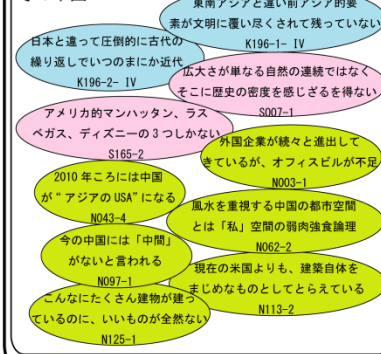 東南アジアと違い前アジア的要
素が文明に覆い尽くされて残っていない
K196-1- IV
日本と違って圧倒的に古代の
繰り返しでいつのまにか近代
K196-2- IV
広大さが単なる自然の連続ではなく
そこに歴史の密度を感じざるを得ない
S007-1
アメリカ的マンハッタン、ラス
ベガス、ディズニーの3つしかない
S165-2
外国企業が続々と進出して
きているが、オフィスビルが不足
N003-1
2010 年ころには中国
が“アジアのUSA”になる
N043-4
風水を重視する中国の都市空間
とは「私」空間の弱肉強食論理
N062-2
今の中国には「中間」
がないと言われる
N097-1
現在の米国よりも、建築自体を
まじめなものとしてとらえている
N113-2
こんなにたくさん建物が建っ
ているのに、いいものが全然ない
N125-1